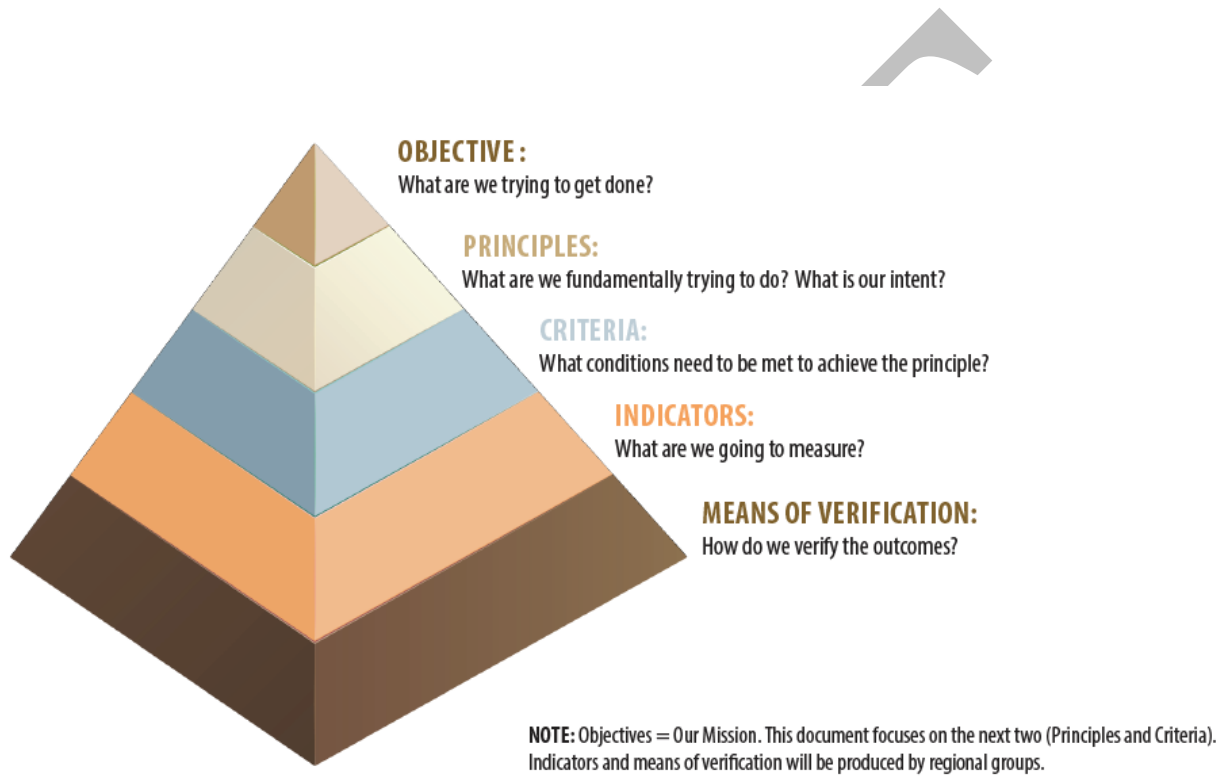 OBJECTIVE :
What are we trying to get done?
PRINCIPLES:
What are we fundamentally trying to do? What is our intent?
CRITERIA:
What conditions need to be met to achieve the principle?
INDICATORS:
What are we going to measure?
MEANS OF VERIFICATION:
How do we verify the outcomes?
NOTE: Objectives = Our Mission. This document focuses on the next two (Principles and Criteria).
Indicators and means of verification will be produced by regional groups.